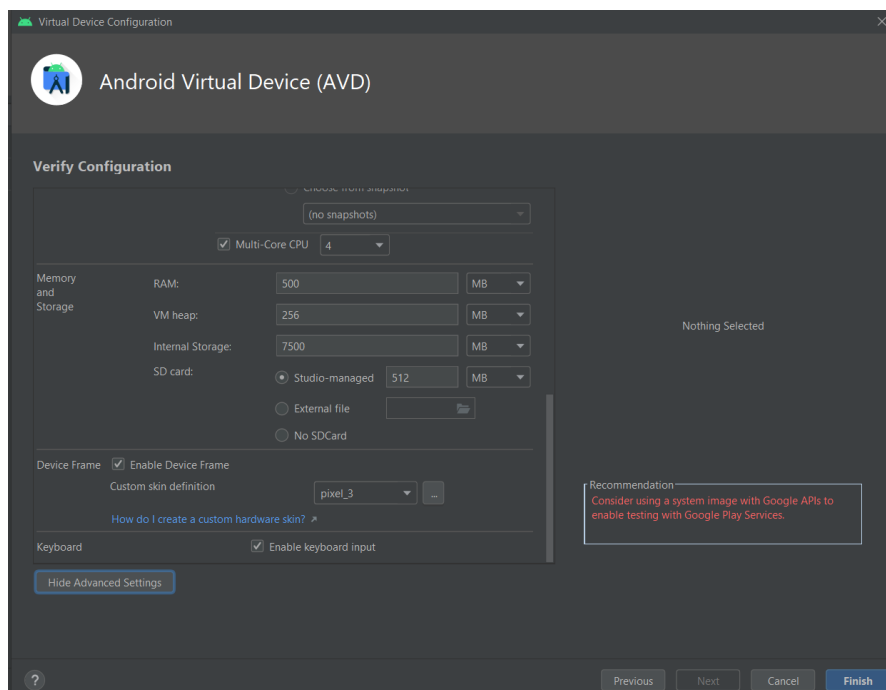 Virtual Device Configuration
Android Virtual Device (AVD)
Verify Configuration
Choose from snapshot
(no snapshots)
Multi-Core CPU 4
Memory
and
Storage
RAM: 500 MB
VM heap: 256 MB
Internal Storage: 7500 MB
SD card: Studio-managed 512 MB
External file
No SDCard
Device Frame Enable Device Frame
Custom skin definition pixel_3 ...
How do I create a custom hardware skin? ↗
Keyboard Enable keyboard input
Hide Advanced Settings
Nothing Selected
Recommendation
Consider using a system image with Google APIs to
enable testing with Google Play Services.
? Previous Next Cancel Finish